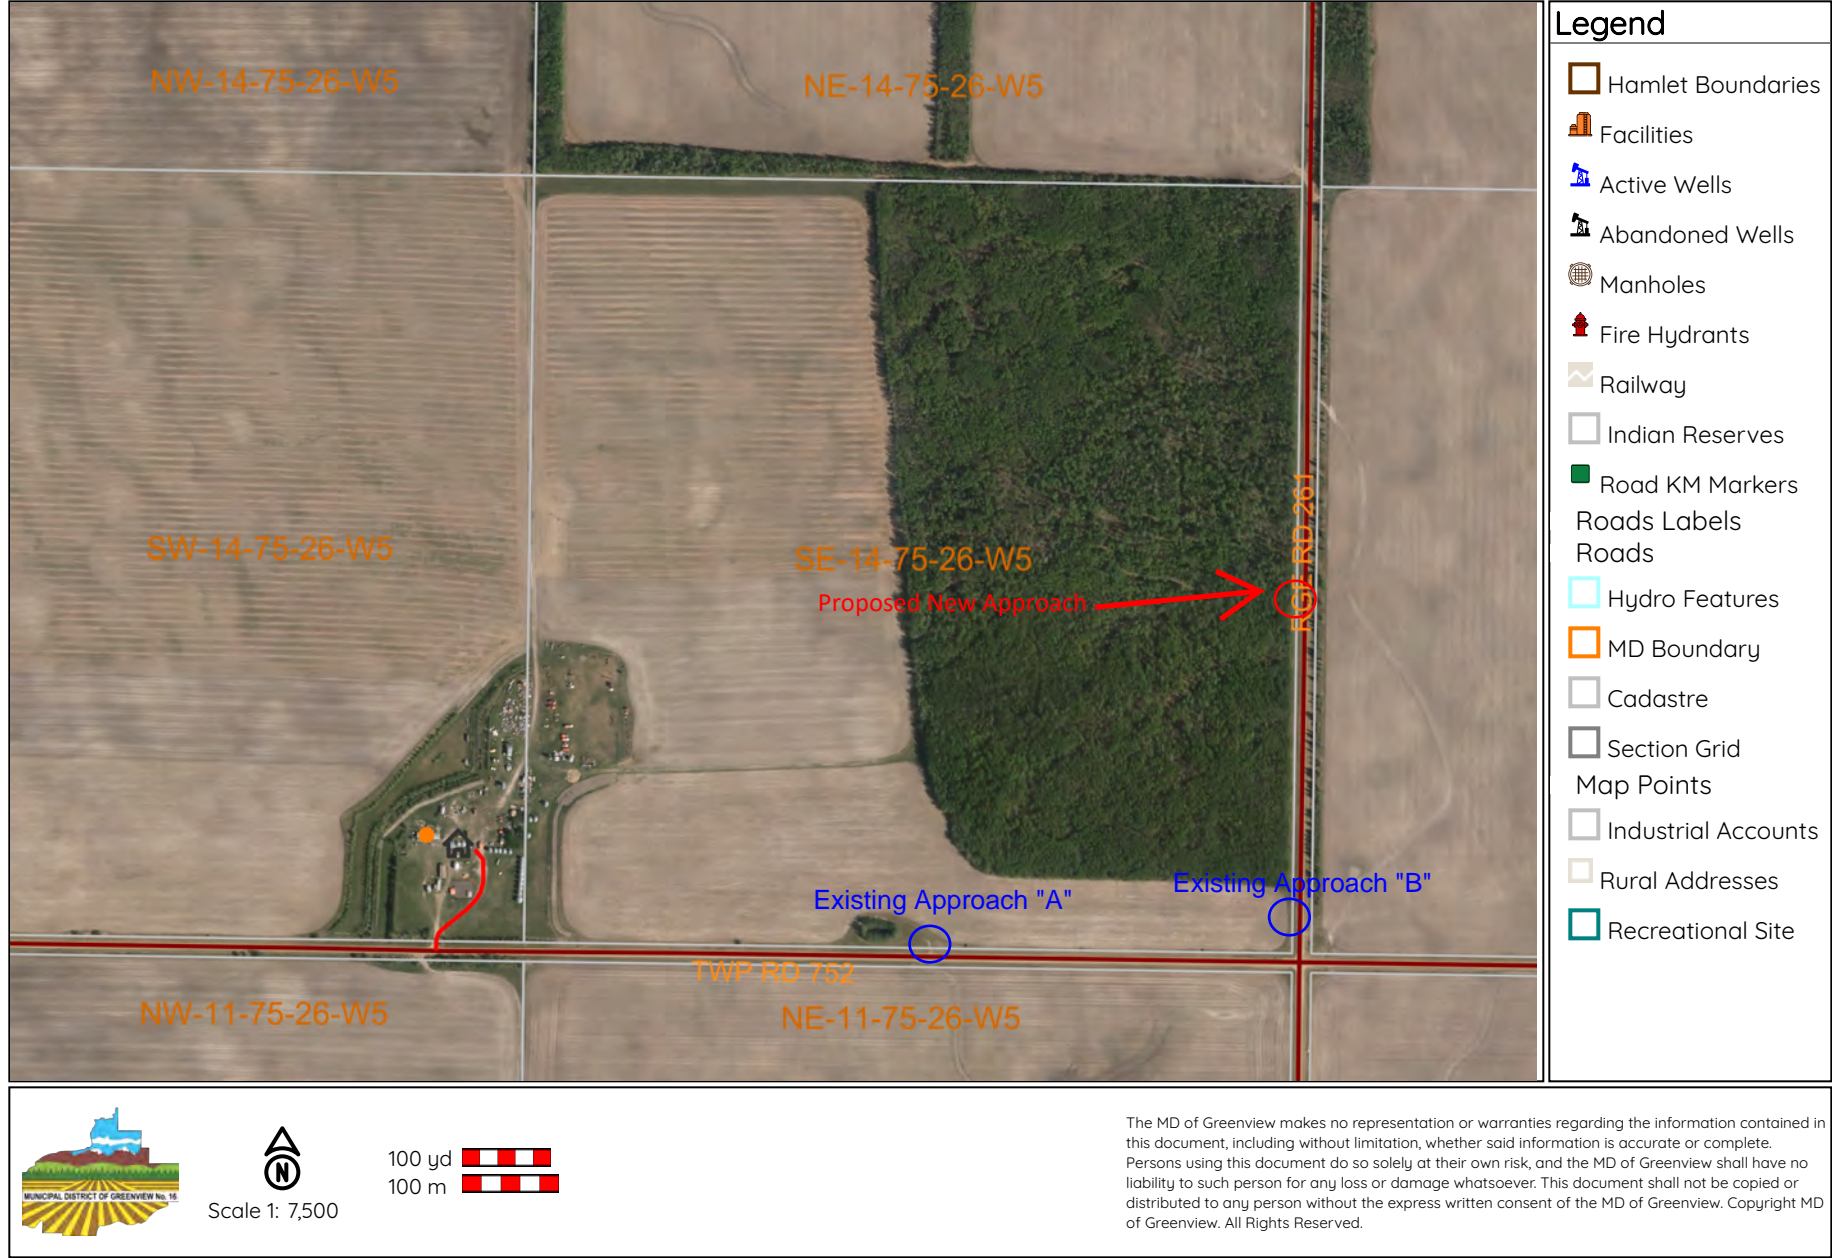 NW-14-75-26-W5
NE-14-75-26-W5
SW-14-75-26-W5
SE-14-75-26-W5
Proposed New Approach
RGE RD 261
Existing Approach "A"
Existing Approach "B"
TWP RD 752
NW-11-75-26-W5
NE-11-75-26-W5
Legend
Hamlet Boundaries
Facilities
Active Wells
Abandoned Wells
Manholes
Fire Hydrants
Railway
Indian Reserves
Road KM Markers
Roads Labels
Roads
Hydro Features
MD Boundary
Cadastre
Section Grid
Map Points
Industrial Accounts
Rural Addresses
Recreational Site
MUNICIPAL DISTRICT OF GREENVIEW No. 16
N
Scale 1: 7,500
100 yd
100 m
The MD of Greenview makes no representation or warranties regarding the information contained in
this document, including without limitation, whether said information is accurate or complete.
Persons using this document do so solely at their own risk, and the MD of Greenview shall have no
liability to such person for any loss or damage whatsoever. This document shall not be copied or
distributed to any person without the express written consent of the MD of Greenview. Copyright MD
of Greenview. All Rights Reserved.